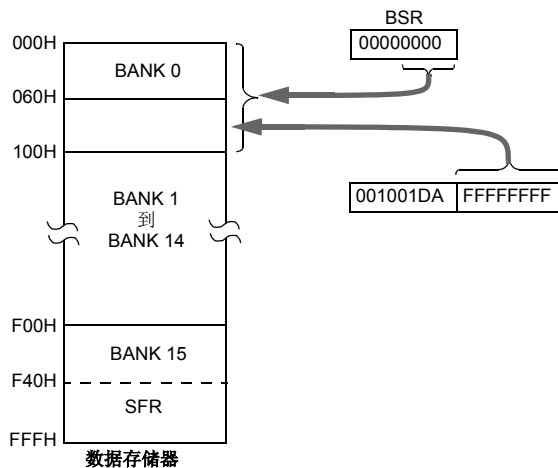 BSR
00000000
000H
BANK 0
060H
100H
001001DA FFFFFFFF
BANK 1
到
BANK 14
F00H
BANK 15
F40H
SFR
FFFH
数据存储器